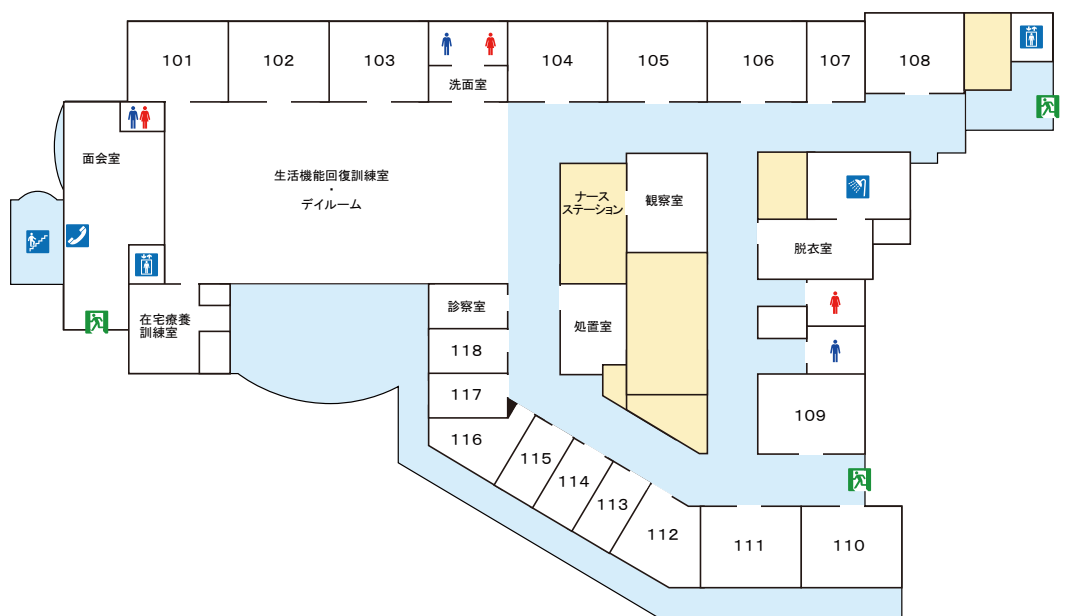 101
102
103
104
105
106
107
108
洗面室
面会室
生活機能回復訓練室
・
デイルーム
ナース
ステーション
観察室
脱衣室
在宅療養
訓練室
診察室
処置室
118
117
116
115
114
113
112
111
110
109